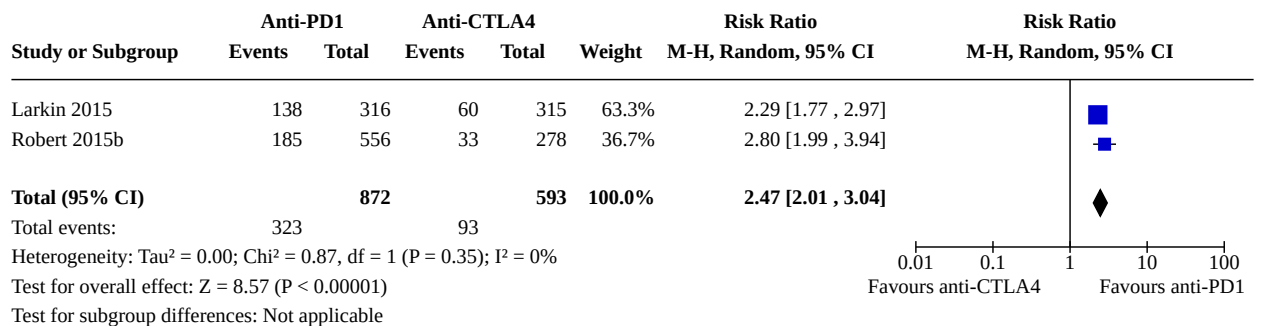 Anti-PD1 Anti-CTLA4 Risk Ratio Risk Ratio
Study or Subgroup Events Total Events Total Weight M-H, Random, 95% CI M-H, Random, 95% CI
Larkin 2015 138 316 60 315 63.3% 2.29 [1.77 , 2.97]
Robert 2015b 185 556 33 278 36.7% 2.80 [1.99 , 3.94]
Total (95% CI) 872 593 100.0% 2.47 [2.01 , 3.04]
Total events: 323 93
Heterogeneity: Tau² = 0.00; Chi² = 0.87, df = 1 (P = 0.35); I² = 0%
0.01 0.1 1 10 100
Test for overall effect: Z = 8.57 (P < 0.00001) Favours anti-CTLA4 Favours anti-PD1
Test for subgroup differences: Not applicable